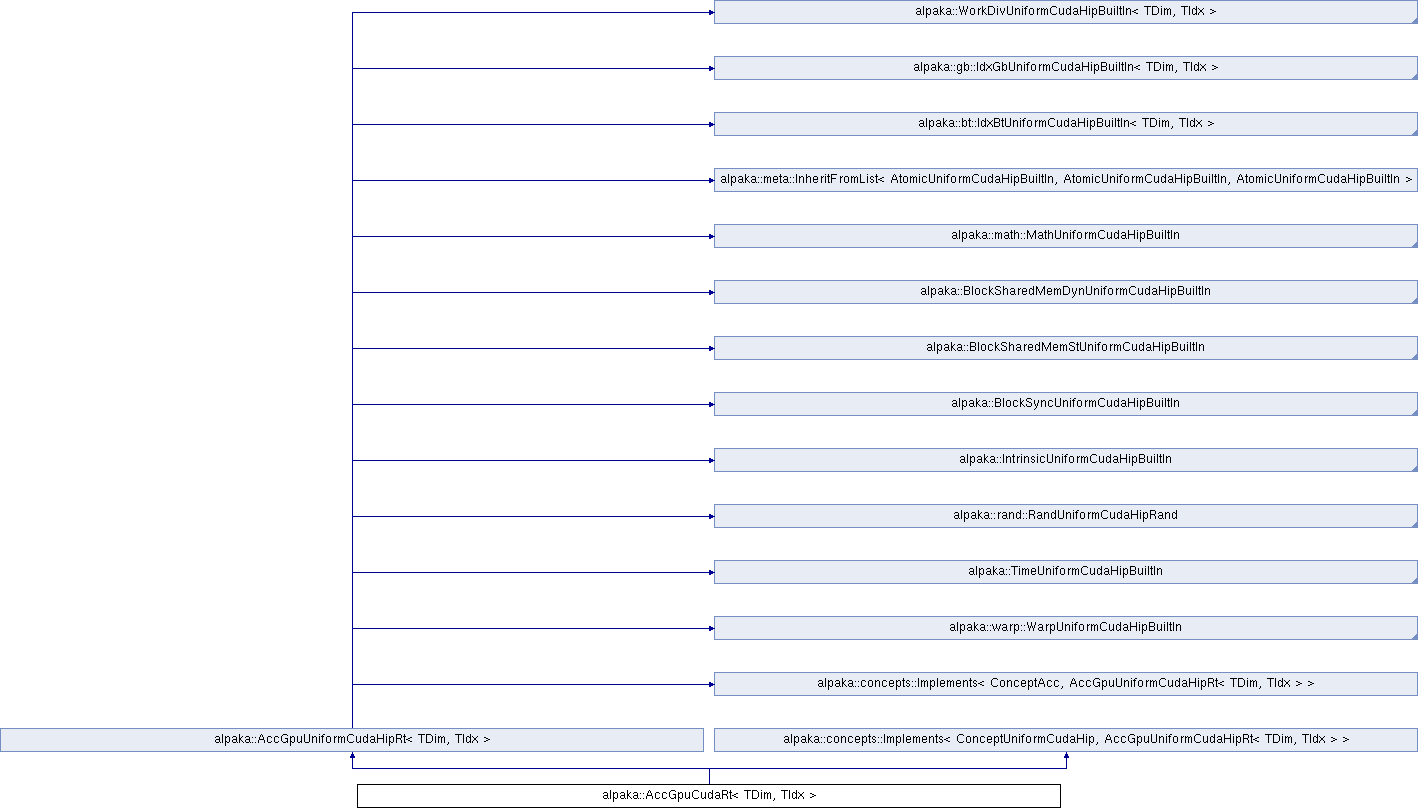 alpaka::WorkDivUniformCudaHipBuiltIn< TDim, TIdx >
alpaka::gb::IdxGbUniformCudaHipBuiltIn< TDim, TIdx >
alpaka::bt::IdxBtUniformCudaHipBuiltIn< TDim, TIdx >
alpaka::meta::InheritFromList< AtomicUniformCudaHipBuiltIn, AtomicUniformCudaHipBuiltIn, AtomicUniformCudaHipBuiltIn >
alpaka::math::MathUniformCudaHipBuiltIn
alpaka::BlockSharedMemDynUniformCudaHipBuiltIn
alpaka::BlockSharedMemStUniformCudaHipBuiltIn
alpaka::BlockSyncUniformCudaHipBuiltIn
alpaka::IntrinsicUniformCudaHipBuiltIn
alpaka::rand::RandUniformCudaHipRand
alpaka::TimeUniformCudaHipBuiltIn
alpaka::warp::WarpUniformCudaHipBuiltIn
alpaka::concepts::Implements< ConceptAcc, AccGpuUniformCudaHipRt< TDim, TIdx > >
alpaka::AccGpuUniformCudaHipRt< TDim, TIdx >
alpaka::concepts::Implements< ConceptUniformCudaHip, AccGpuUniformCudaHipRt< TDim, TIdx > >
alpaka::AccGpuCudaRt< TDim, TIdx >